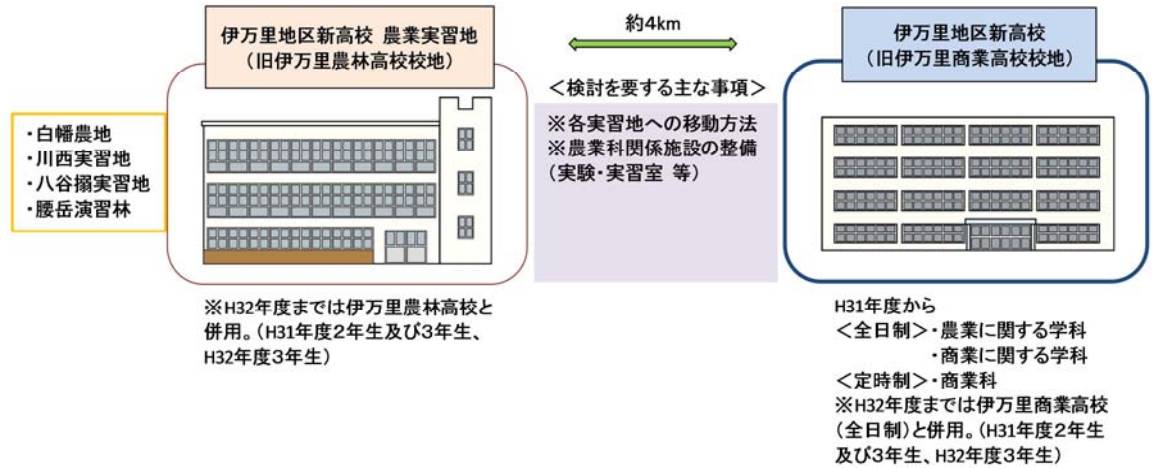 伊万里地区新高校 農業実習地
(旧伊万里農林高校校地)
約4km
伊万里地区新高校
(旧伊万里商業高校校地)
・白幡農地
・川西実習地
・八谷搦実習地
・腰岳演習林
<検討を要する主な事項>
※各実習地への移動方法
※農業科関係施設の整備
(実験・実習室 等)
※H32年度までは伊万里農林高校と
併用。(H31年度2年生及び3年生、
H32年度3年生)
H31年度から
<全日制>・農業に関する学科
・商業に関する学科
<定時制>・商業科
※H32年度までは伊万里商業高校
(全日制)と併用。(H31年度2年生
及び3年生、H32年度3年生)